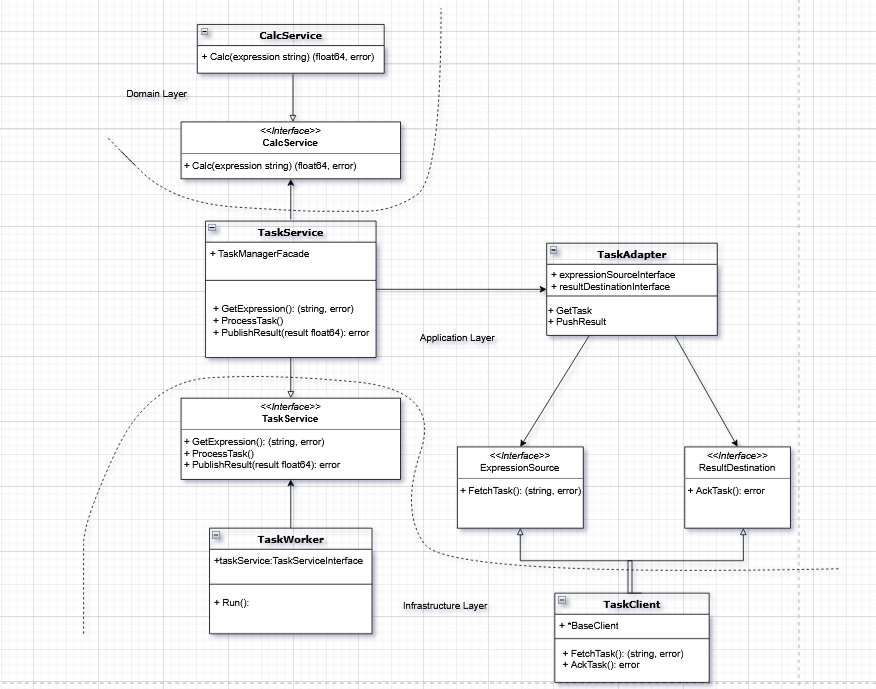 CalcService
+ Calc(expression string) (float64, error)
Domain Layer
<<Interface>>
CalcService
+ Calc(expression string) (float64, error)
TaskService
+ TaskManagerFacade
+ GetExpression(): (string, error)
+ ProcessTask()
+ PublishResult(result float64): error
TaskAdapter
+ expressionSourceInterface
+ resultDestinationInterface
+ GetTask
+ PushResult
Application Layer
<<Interface>>
TaskService
+ GetExpression(): (string, error)
+ ProcessTask()
+ PublishResult(result float64): error
<<Interface>>
ExpressionSource
+ FetchTask(): (string, error)
<<Interface>>
ResultDestination
+ AckTask(): error
TaskWorker
+taskService:TaskServiceInterface
+ Run():
Infrastructure Layer
TaskClient
+ *BaseClient
+ FetchTask(): (string, error)
+ AckTask(): error